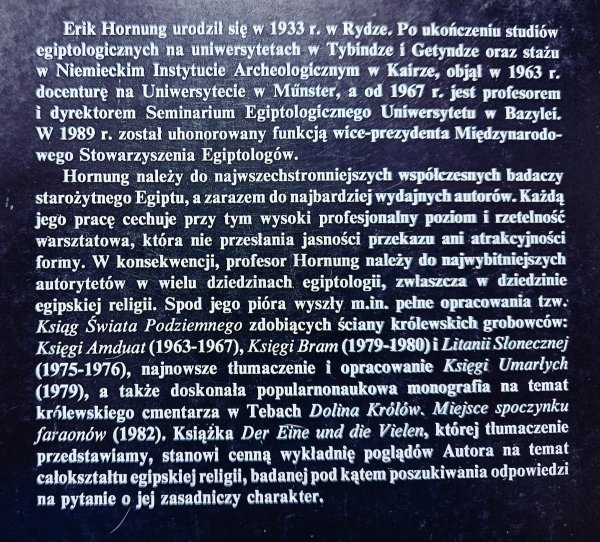 Erik Hornung urodził się w 1933 r. w Rydze. Po ukończeniu studiów
egiptologicznych na uniwersytetach w Tybindze i Getyndze oraz stażu
w Niemieckim Instytucie Archeologicznym w Kairze, objął w 1963 r.
docenturę na Uniwersytecie w Münster, a od 1967 r. jest profesorem
i dyrektorem Seminarium Egiptologicznego Uniwersytetu w Bazylei.
W 1989 r. został uhonorowany funkcją wice-prezydenta Międzynarodo-
wego Stowarzyszenia Egiptologów.
Hornung należy do najwszechstronniejszych współczesnych badaczy
starożytnego Egiptu, a zarazem do najbardziej wydajnych autorów. Każdą
jego pracę cechuje przy tym wysoki profesjonalny poziom i rzetelność
warsztatowa, która nie przesłania jasności przekazu ani atrakcyjności
formy. W konsekwencji, profesor Hornung należy do najwybitniejszych
autorytetów w wielu dziedzinach egiptologii, zwłaszcza w dziedzinie
egipskiej religii. Spod jego pióra wyszły m.in. pełne opracowania tzw.
Ksiąg Świata Podziemnego zdobiących ściany królewskich grobowców:
Księgi Amduat (1963-1967), Księgi Bram (1979-1980) i Litanii Słonecznej
(1975-1976), najnowsze tłumaczenie i opracowanie Księgi Umarłych
(1979), a także doskonała popularnonaukowa monografia na temat
królewskiego cmentarza w Tebach Dolina Królów. Miejsce spoczynku
faraonów (1982). Książka Der Eine und die Vielen, której tłumaczenie
przedstawiamy, stanowi cenną wykładnię poglądów Autora na temat
całokształtu egipskiej religii, badanej pod kątem poszukiwania odpowiedzi
na pytanie o jej zasadniczy charakter.